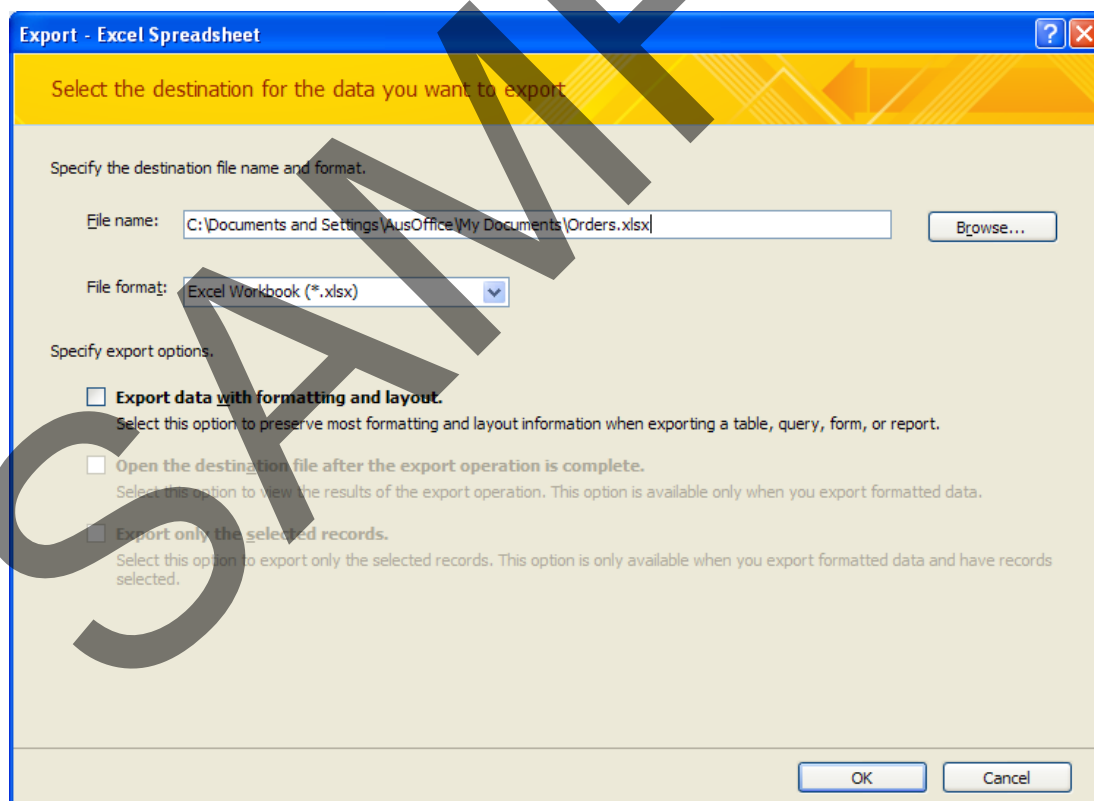 Export - Excel Spreadsheet
Select the destination for the data you want to export
Specify the destination file name and format.
File name:
C:\Documents and Settings\AusOffice\My Documents\Orders.xlsx
Browse...
File format:
Excel Workbook (*.xlsx)
Specify export options.
Export data with formatting and layout.
Select this option to preserve most formatting and layout information when exporting a table, query, form, or report.
Open the destination file after the export operation is complete.
Select this option to view the results of the export operation. This option is available only when you export formatted data.
Export only the selected records.
Select this option to export only the selected records. This option is only available when you export formatted data and have records
selected.
OK
Cancel
SAM